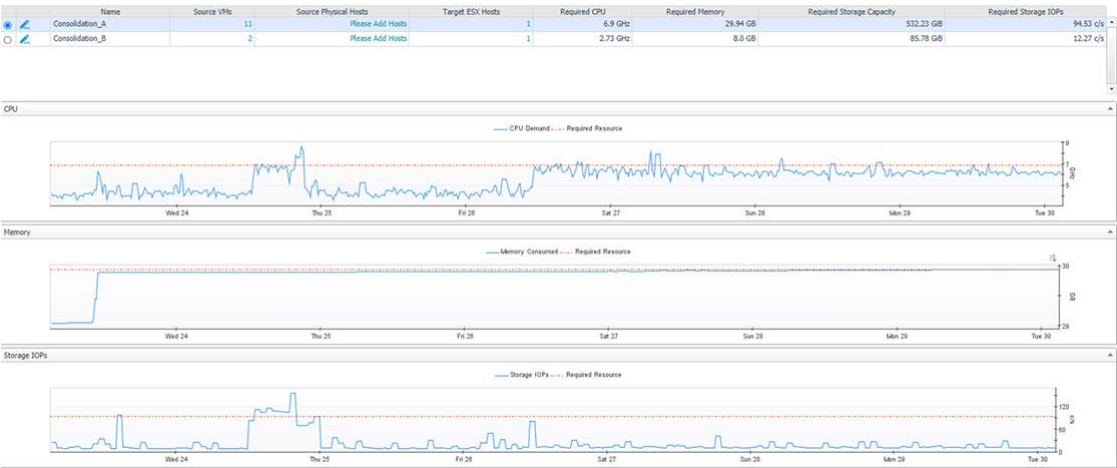 Name Source VMs Source Physical Hosts Target ESX Hosts Required CPU Required Memory Required Storage Capacity Required Storage IOPs
Consolidation_A 11 Please Add Hosts 1 6.9 GHz 29.94 GB 532.23 GiB 94.53 c/s
Consolidation_B 2 Please Add Hosts 1 2.73 GHz 8.0 GB 85.78 GiB 12.27 c/s
CPU
CPU Demand Required Resource
9
7
GHz
5
Wed 24 Thu 25 Fri 26 Sat 27 Sun 28 Mon 29 Tue 30
Memory
Memory Consumed Required Resource
30
GB
29
Wed 24 Thu 25 Fri 26 Sat 27 Sun 28 Mon 29 Tue 30
Storage IOPs
Storage IOPs Required Resource
120
c/s
60
0
Wed 24 Thu 25 Fri 26 Sat 27 Sun 28 Mon 29 Tue 30